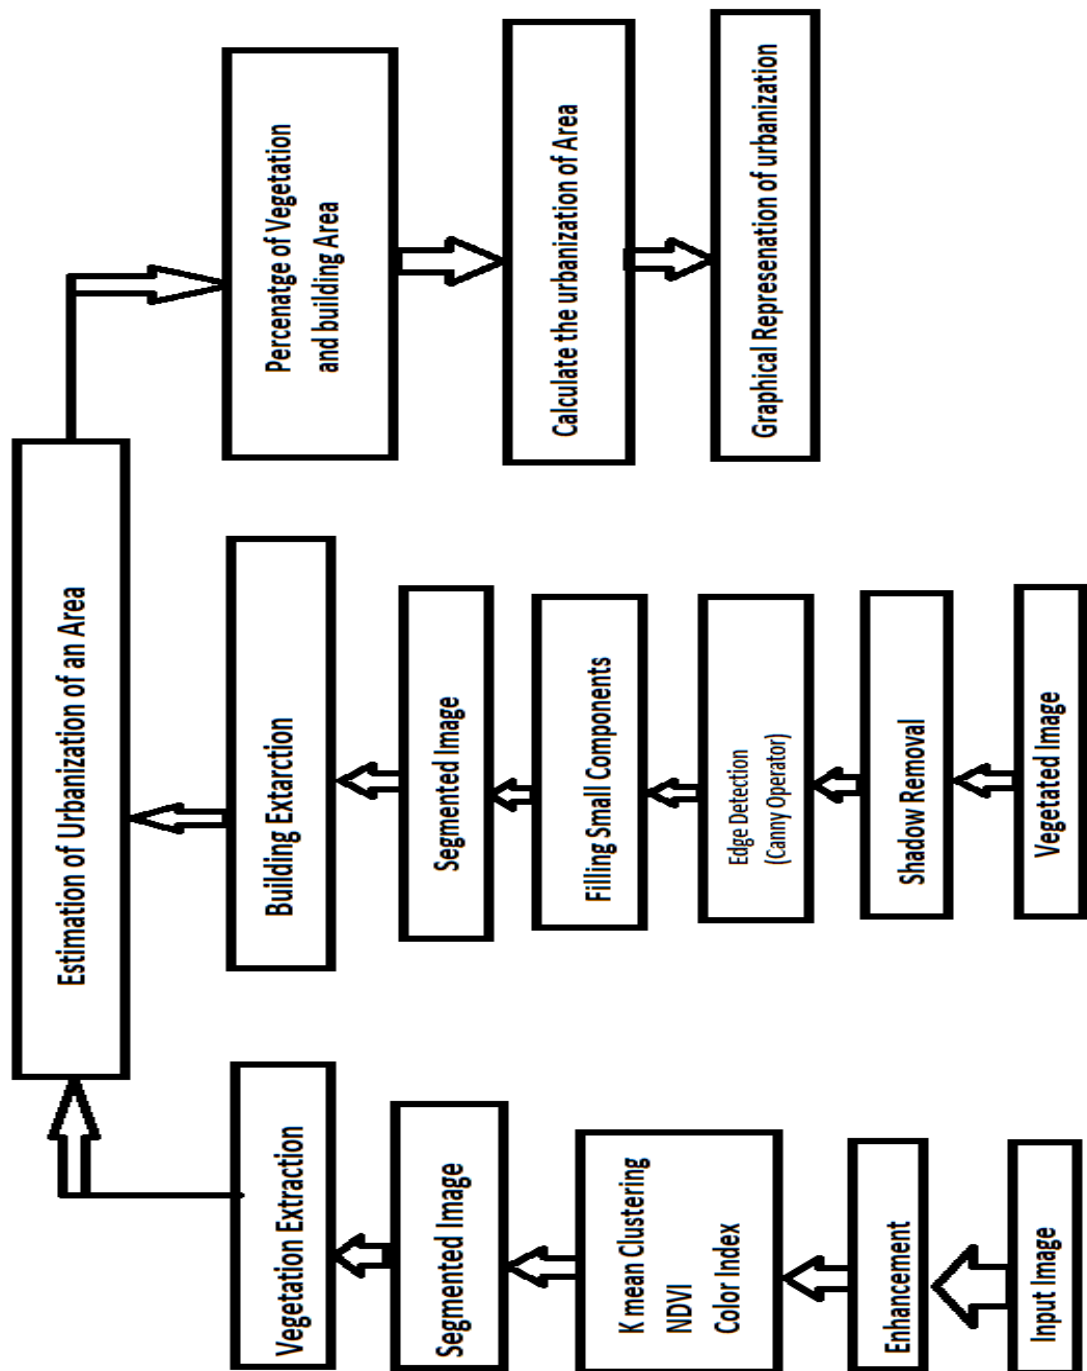 Estimation of Urbanization of an Area
Vegetation Extraction
Segmented Image
K mean Clustering
NDVI
Color Index
Enhancement
Input Image
Building Extarction
Segmented Image
Filling Small Components
Edge Detection
(Canny Operator)
Shadow Removal
Vegetated Image
Percenatge of Vegetation
and building Area
Calculate the urbanization of Area
Graphical Represenation of urbanization